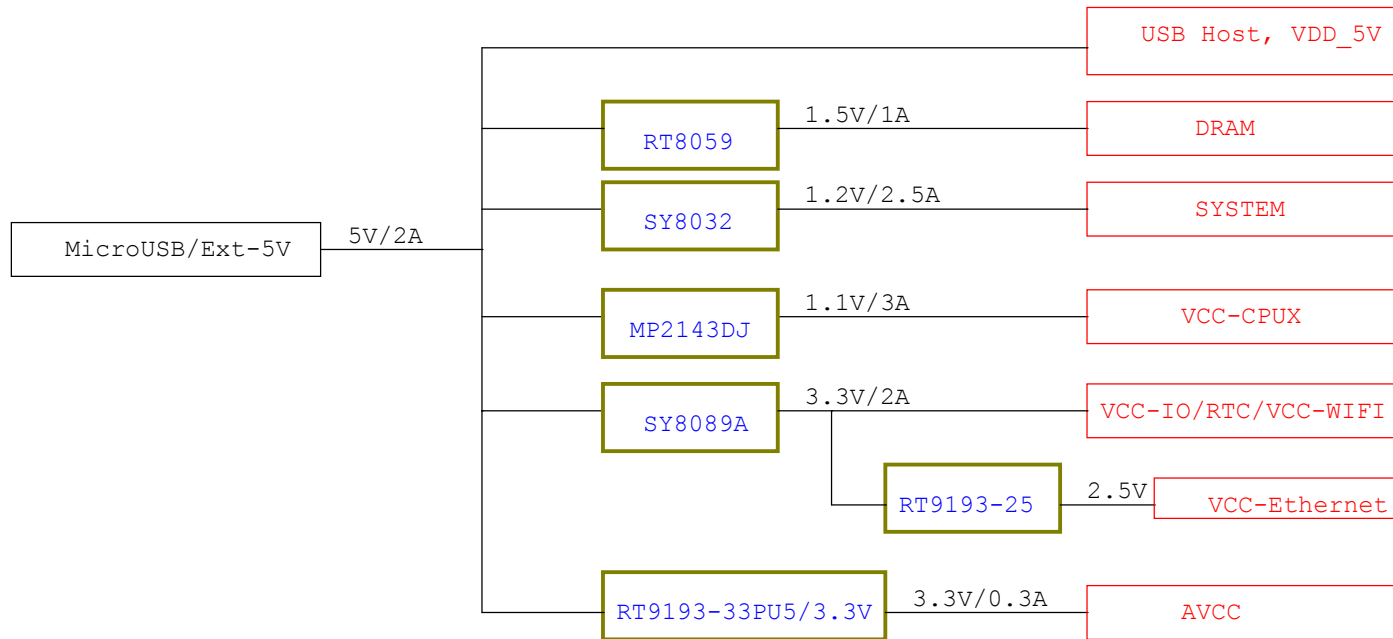 USB Host, VDD_5V
1.5V/1A
RT8059
DRAM
1.2V/2.5A
SY8032
SYSTEM
MicroUSB/Ext-5V
5V/2A
1.1V/3A
MP2143DJ
VCC-CPUX
3.3V/2A
SY8089A
VCC-IO/RTC/VCC-WIFI
RT9193-25
2.5V
VCC-Ethernet
RT9193-33PU5/3.3V
3.3V/0.3A
AVCC